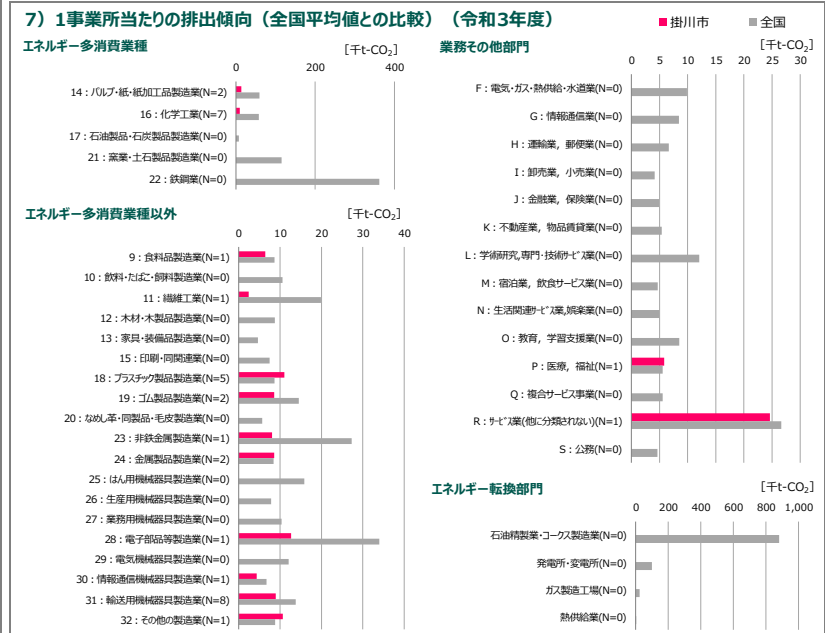 7）1事業所当たりの排出傾向（全国平均値との比較）（令和3年度）
■掛川市 ■全国
エネルギー多消費業種
［千t-CO₂］
0 200 400
14：パルプ・紙・紙加工品製造業(N=2)
16：化学工業(N=7)
17：石油製品・石炭製品製造業(N=0)
21：窯業・土石製品製造業(N=0)
22：鉄鋼業(N=0)
エネルギー多消費業種以外
［千t-CO₂］
0 10 20 30 40
9：食料品製造業(N=1)
10：飲料・たばこ・飼料製造業(N=0)
11：繊維工業(N=1)
12：木材・木製品製造業(N=0)
13：家具・装備品製造業(N=0)
15：印刷・同関連業(N=0)
18：プラスチック製品製造業(N=5)
19：ゴム製品製造業(N=2)
20：なめし革・同製品・毛皮製造業(N=0)
23：非鉄金属製造業(N=1)
24：金属製品製造業(N=2)
25：はん用機械器具製造業(N=0)
26：生産用機械器具製造業(N=0)
27：業務用機械器具製造業(N=0)
28：電子部品等製造業(N=1)
29：電気機械器具製造業(N=0)
30：情報通信機械器具製造業(N=1)
31：輸送用機械器具製造業(N=8)
32：その他の製造業(N=1)
業務その他部門
［千t-CO₂］
0 5 10 15 20 25 30
F：電気・ガス・熱供給・水道業(N=0)
G：情報通信業(N=0)
H：運輸業，郵便業(N=0)
I：卸売業，小売業(N=0)
J：金融業，保険業(N=0)
K：不動産業，物品賃貸業(N=0)
L：学術研究,専門・技術ｻｰﾋﾞｽ業(N=0)
M：宿泊業，飲食サービス業(N=0)
N：生活関連ｻｰﾋﾞｽ業,娯楽業(N=0)
O：教育，学習支援業(N=0)
P：医療，福祉(N=1)
Q：複合サービス事業(N=0)
R：ｻｰﾋﾞｽ業(他に分類されない)(N=1)
S：公務(N=0)
エネルギー転換部門
［千t-CO₂］
0 200 400 600 800 1,000
石油精製業・コークス製造業(N=0)
発電所・変電所(N=0)
ガス製造工場(N=0)
熱供給業(N=0)